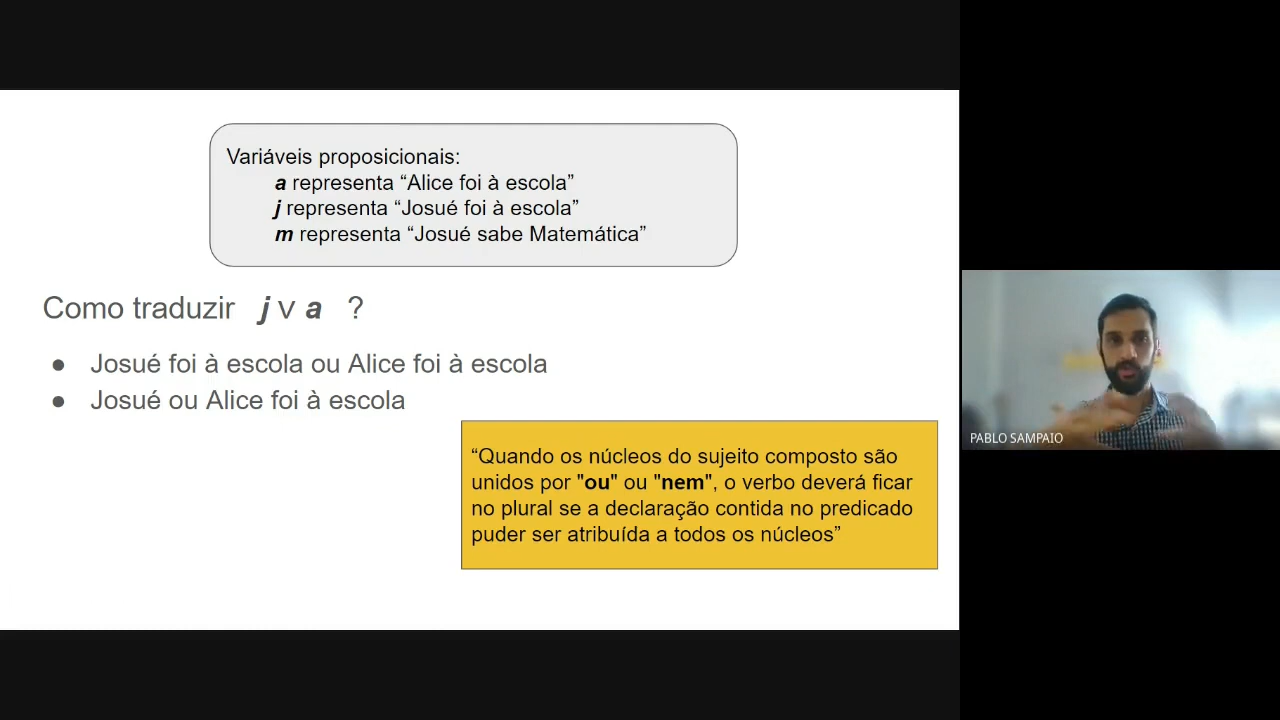 Variáveis proposicionais:
a representa “Alice foi à escola”
j representa “Josué foi à escola”
m representa “Josué sabe Matemática”
Como traduzir j ∨ a ?
● Josué foi à escola ou Alice foi à escola
● Josué ou Alice foi à escola
“Quando os núcleos do sujeito composto são
unidos por "ou" ou "nem", o verbo deverá ficar
no plural se a declaração contida no predicado
puder ser atribuída a todos os núcleos”
PABLO SAMPAIO